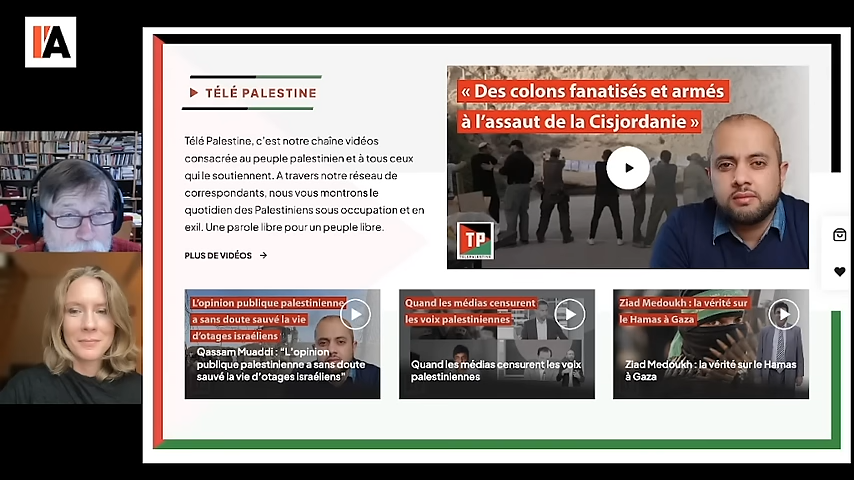 I'A
TÉLÉ PALESTINE
Télé Palestine, c'est notre chaîne vidéos
consacrée au peuple palestinien et à tous ceux
qui le soutiennent. A travers notre réseau de
correspondants, nous vous montrons le
quotidien des Palestiniens sous occupation et en
exil. Une parole libre pour un peuple libre.
PLUS DE VIDÉOS →
« Des colons fanatisés et armés
à l'assaut de la Cisjordanie »
TP
TÉLÉPALESTINE
L'opinion publique palestinienne
a sans doute sauvé la vie
d'otages israéliens"
Qassam Muaddi : "L'opinion
publique palestinienne a sans doute
sauvé la vie d'otages israéliens"
Quand les médias censurent
les voix palestiniennes
Quand les médias censurent les voix
palestiniennes
Ziad Medoukh : la vérité sur
le Hamas à Gaza
Ziad Medoukh : la vérité sur le Hamas
à Gaza